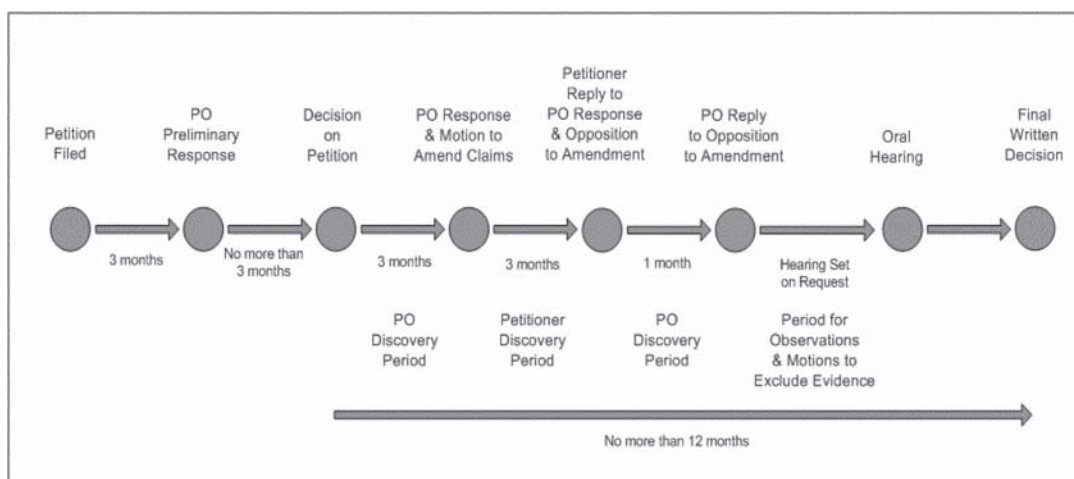 Petition
Filed
PO
Preliminary
Response
Decision
on
Petition
PO Response
& Motion to
Amend Claims
Petitioner
Reply to
PO Response
& Opposition
to Amendment
PO Reply
to Opposition
to Amendment
Oral
Hearing
Final
Written
Decision
3 months
No more than
3 months
3 months
3 months
1 month
Hearing Set
on Request
PO
Discovery
Period
Petitioner
Discovery
Period
PO
Discovery
Period
Period for
Observations
& Motions to
Exclude Evidence
No more than 12 months